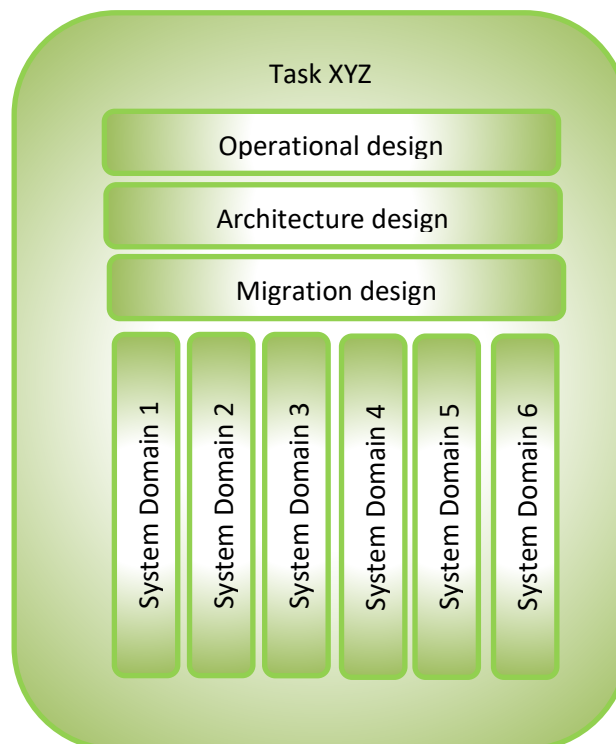 Task XYZ
Operational design
Architecture design
Migration design
System Domain 1
System Domain 2
System Domain 3
System Domain 4
System Domain 5
System Domain 6